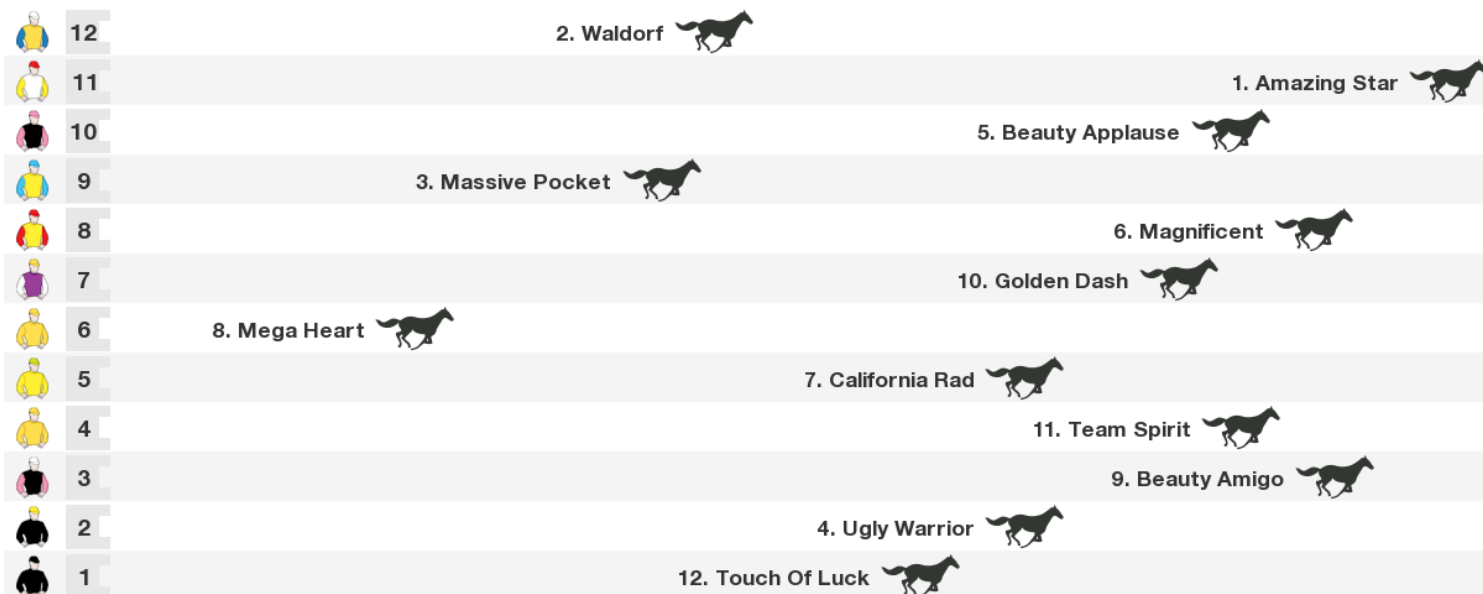 12 2. Waldorf
11 1. Amazing Star
10 5. Beauty Applause
9 3. Massive Pocket
8 6. Magnificent
7 10. Golden Dash
6 8. Mega Heart
5 7. California Rad
4 11. Team Spirit
3 9. Beauty Amigo
2 4. Ugly Warrior
1 12. Touch Of Luck